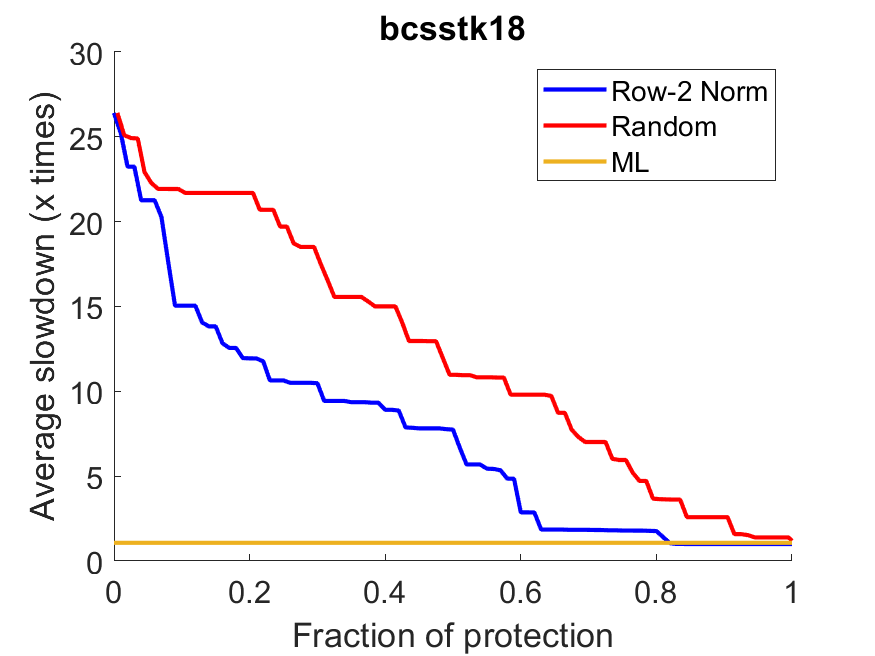 bcsstk18
30
25
20
15
10
5
0
Average slowdown (x times)
Row-2 Norm
Random
ML
0
0.2
0.4
0.6
0.8
1
Fraction of protection